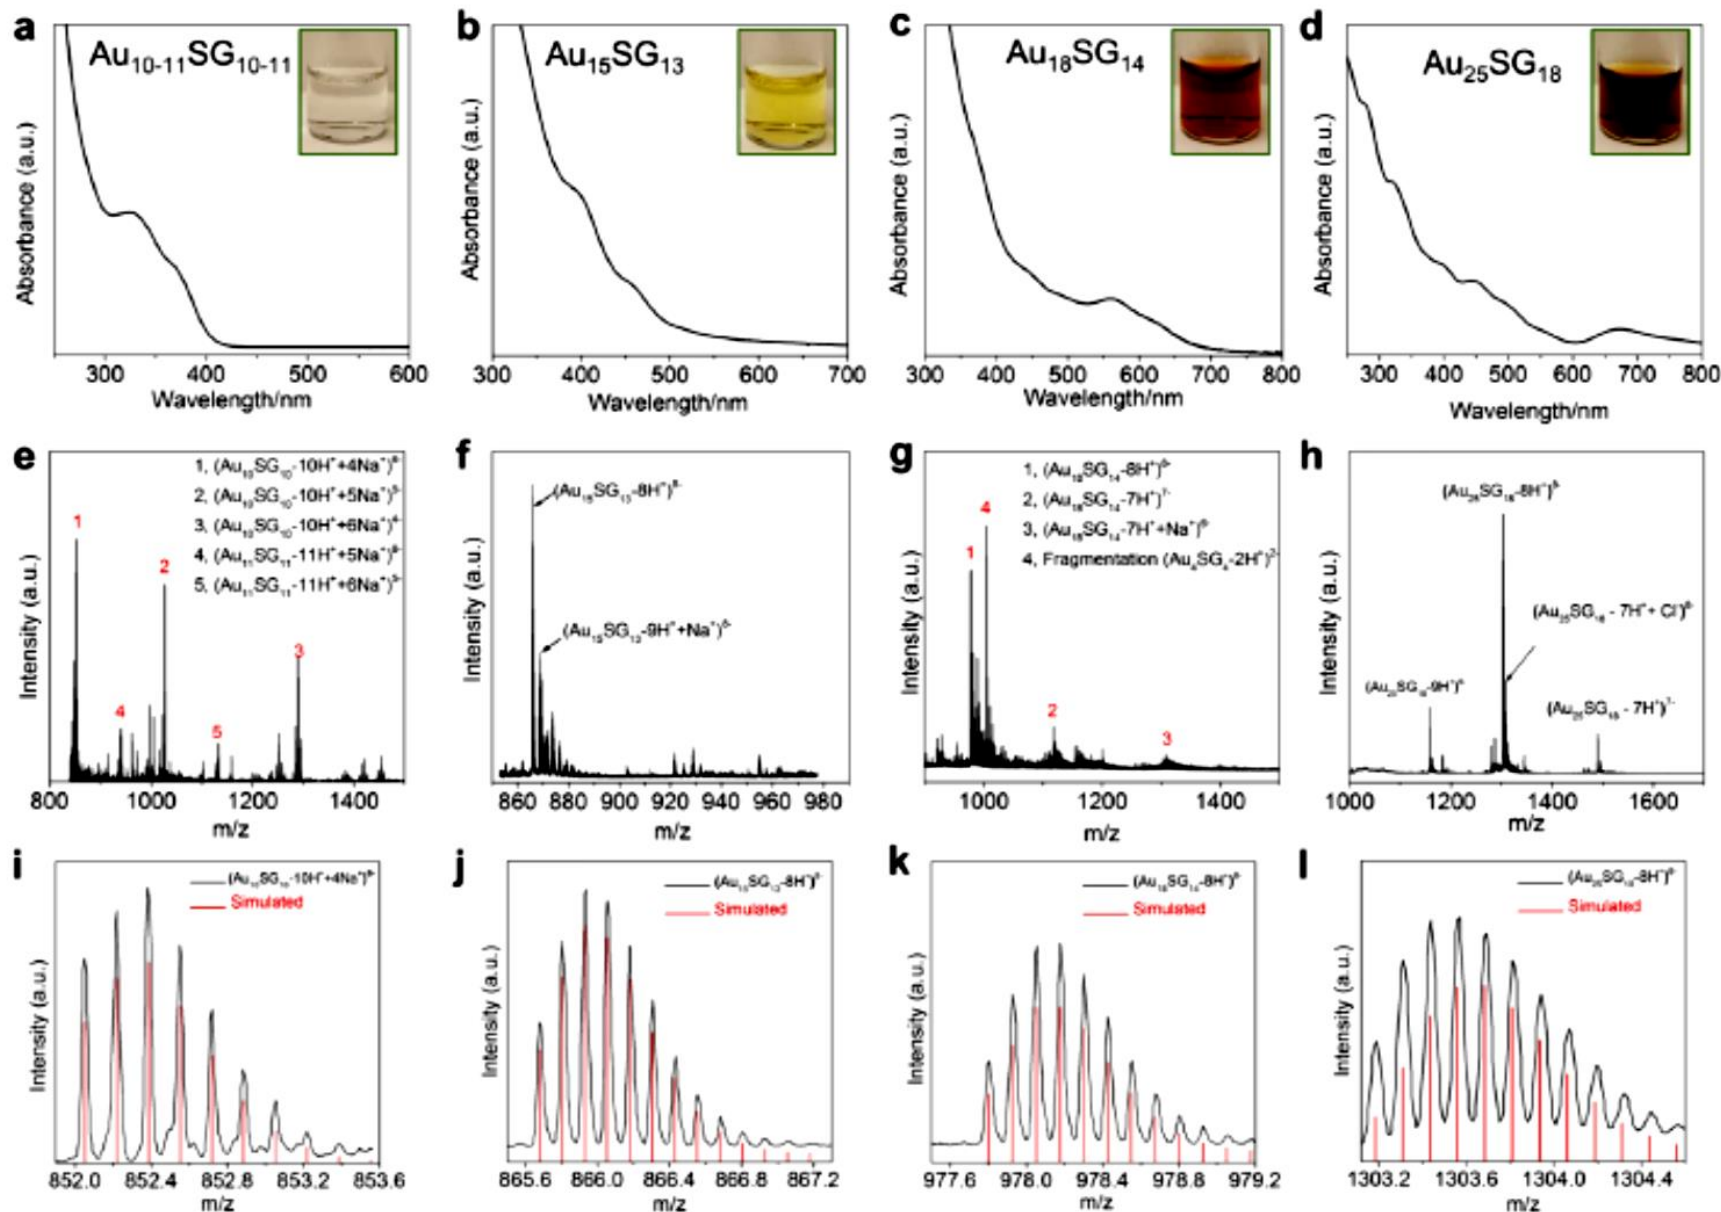 a
Au10-11SG10-11
Absorbance (a.u.)
300 400 500 600
Wavelength/nm
b
Au15SG13
Absorbance (a.u.)
300 400 500 600 700
Wavelength/nm
c
Au18SG14
Absorbance (a.u.)
300 400 500 600 700 800
Wavelength/nm
d
Au25SG18
Absorbance (a.u.)
300 400 500 600 700 800
Wavelength/nm
e
1, (Au10SG10-10H⁺+4Na⁺)⁶⁻
2, (Au10SG10-10H⁺+5Na⁺)⁵⁻
3, (Au10SG10-10H⁺+6Na⁺)⁴⁻
4, (Au11SG11-11H⁺+5Na⁺)⁶⁻
5, (Au11SG11-11H⁺+6Na⁺)⁵⁻
1
2
3
4
5
Intensity (a.u.)
800 1000 1200 1400
m/z
f
(Au15SG13-8H⁺)⁸⁻
(Au15SG13-9H⁺+Na⁺)⁸⁻
Intensity (a.u.)
860 880 900 920 940 960 980
m/z
g
1, (Au18SG14-8H⁺)⁸⁻
2, (Au18SG14-7H⁺)⁷⁻
3, (Au18SG14-7H⁺+Na⁺)⁶⁻
4, Fragmentation (Au4SG4-2H⁺)²⁻
4
1
2
3
Intensity (a.u.)
1000 1200 1400
m/z
h
(Au25SG18-8H⁺)⁸⁻
(Au25SG18 - 7H⁺+ Cl⁻)⁸⁻
(Au25SG18-9H⁺)⁹⁻
(Au25SG18 - 7H⁺)⁷⁻
Intensity (a.u.)
1000 1200 1400 1600
m/z
i
(Au10SG10-10H⁺+4Na⁺)⁶⁻
Simulated
Intensity (a.u.)
852.0 852.4 852.8 853.2 853.6
m/z
j
(Au15SG13-8H⁺)⁸⁻
Simulated
Intensity (a.u.)
865.6 866.0 866.4 866.8 867.2
m/z
k
(Au18SG14-8H⁺)⁸⁻
Simulated
Intensity (a.u.)
977.6 978.0 978.4 978.8 979.2
m/z
l
(Au25SG18-8H⁺)⁸⁻
Simulated
Intensity (a.u.)
1303.2 1303.6 1304.0 1304.4
m/z